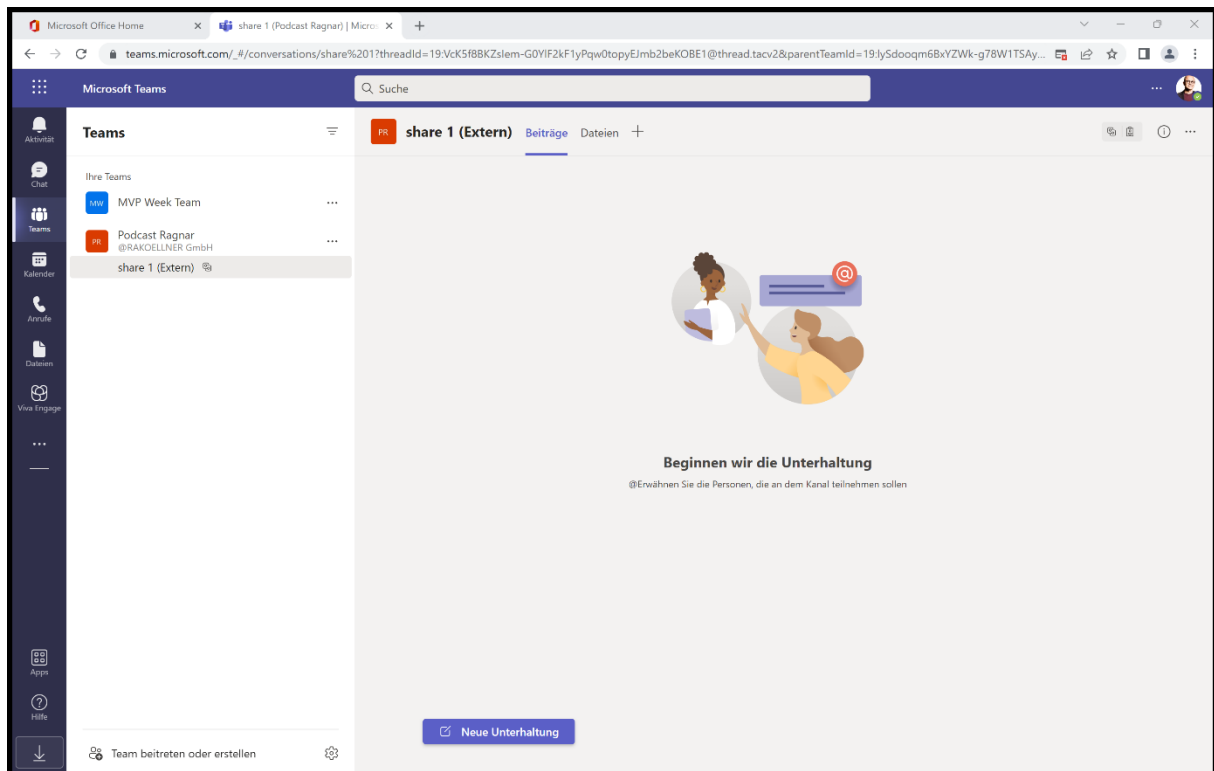 Microsoft Office Home
share 1 (Podcast Ragnar) | Micros
teams.microsoft.com/_#/conversations/share%201?threadId=19:VcK5f8BKZslem-G0YlF2kF1yPqw0topyEJmb2beKOBE1@thread.tacv2&parentTeamId=19:lySdooqm6BxYZWk-g78W1TSAy...
Microsoft Teams
Suche
Aktivität
Chat
Teams
Kalender
Anrufe
Dateien
Viva Engage
Apps
Hilfe
Teams
Ihre Teams
MW MVP Week Team
PR Podcast Ragnar
@RAKOELLNER GmbH
share 1 (Extern)
Team beitreten oder erstellen
PR share 1 (Extern) Beiträge Dateien
Beginnen wir die Unterhaltung
@Erwähnen Sie die Personen, die an dem Kanal teilnehmen sollen
Neue Unterhaltung